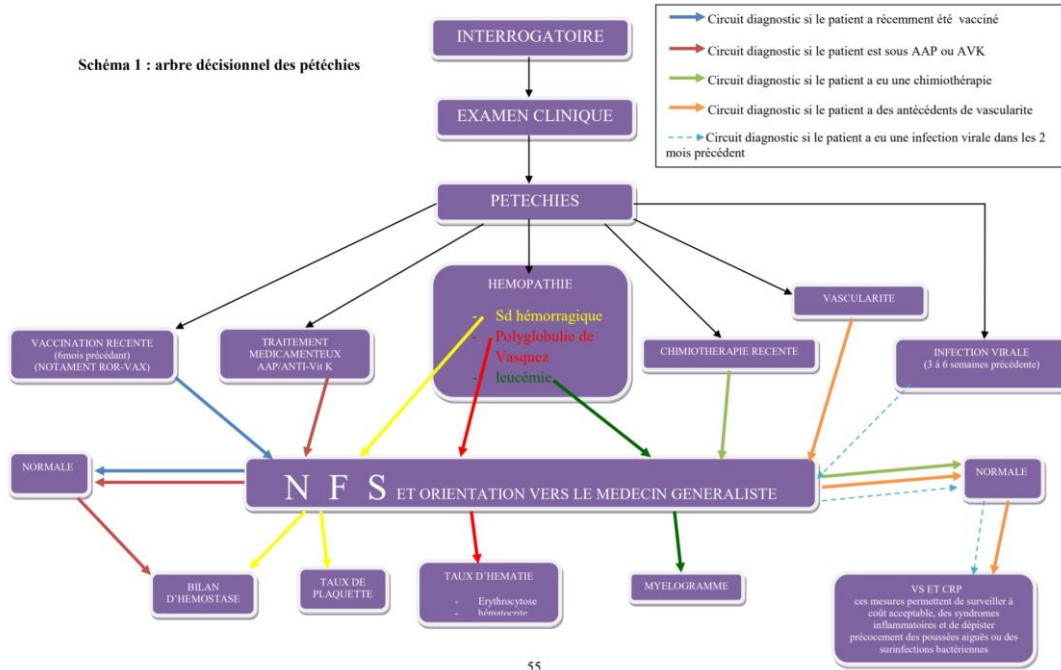 Schéma 1 : arbre décisionnel des pétéchies
INTERROGATOIRE
EXAMEN CLINIQUE
PETECHIES
Circuit diagnostic si le patient a récemment été vacciné
Circuit diagnostic si le patient est sous AAP ou AVK
Circuit diagnostic si le patient a eu une chimiothérapie
Circuit diagnostic si le patient a des antécédents de vascularite
Circuit diagnostic si le patient a eu une infection virale dans les 2
mois précédent
VACCINATION RECENTE
(6mois précédant)
(NOTAMENT ROR-VAX)
TRAITEMENT
MEDICAMENTEUX
AAP/ANTI-Vit K
HEMOPATHIE
- Sd hémorragique
- Polyglobulie de
Vasquez
- leucémie
CHIMIOTHERAPIE RECENTE
VASCULARITE
INFECTION VIRALE
(3 à 6 semaines précédente)
NORMALE
N F S ET ORIENTATION VERS LE MEDECIN GENERALISTE
NORMALE
BILAN
D'HEMOSTASE
TAUX DE
PLAQUETTE
TAUX D'HEMATIE
- Erythrocytose
- hématocrite
MYELOGRAMME
VS ET CRP
ces mesures permettent de surveiller à
coût acceptable, des syndromes
inflammatoires et de dépister
précocement des poussées aiguës ou des
surinfections bactériennes
55